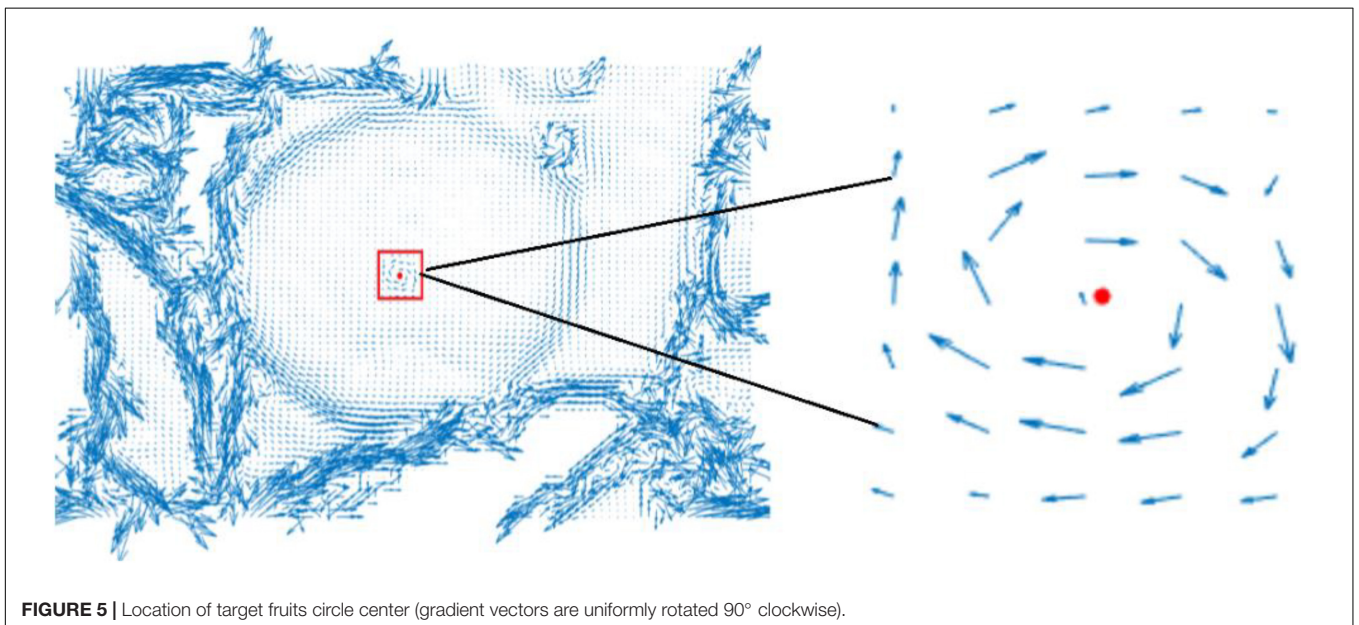 FIGURE 5 | Location of target fruits circle center (gradient vectors are uniformly rotated 90° clockwise).